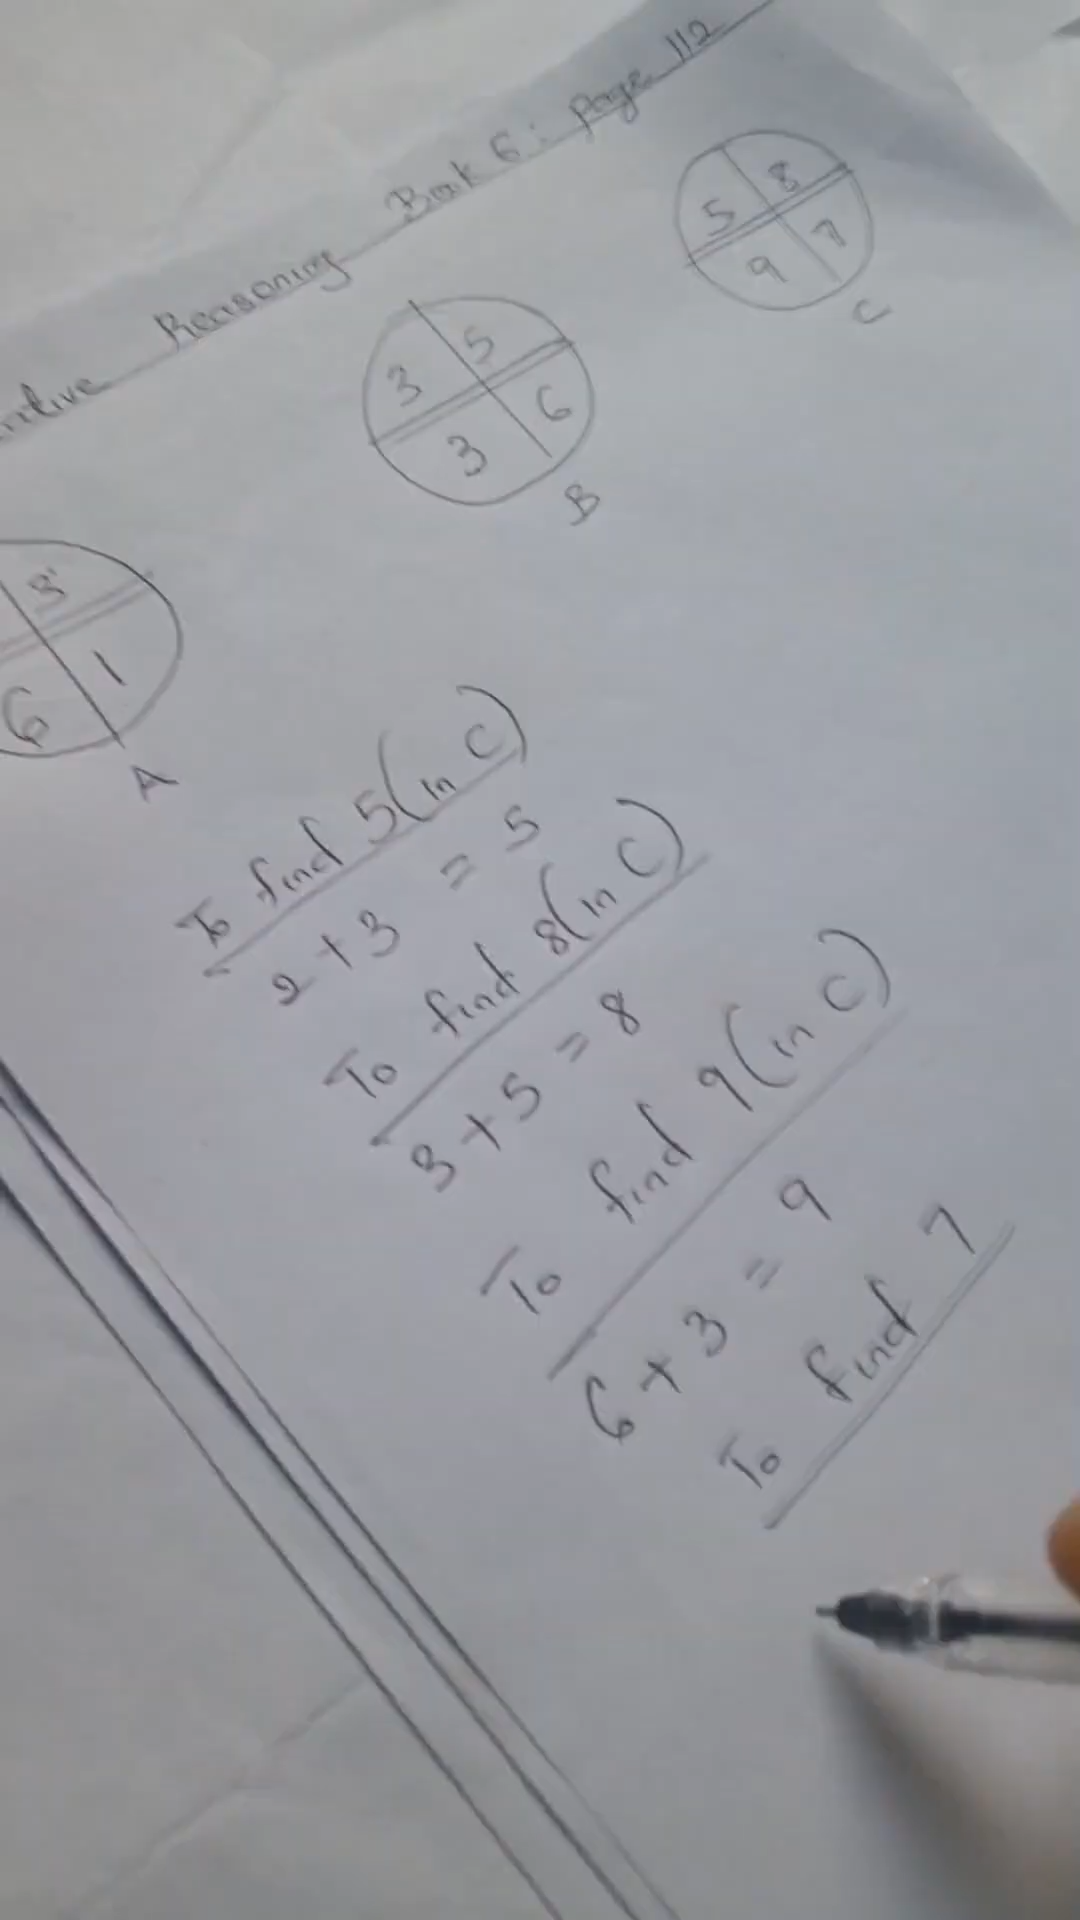 Reasoning Book 6: Page 112
5 8
9 7
C
3 5
3 6
B
3
6 1
A
To find 5 (in C)
2 + 3 = 5
To find 8 (in C)
3 + 5 = 8
To find 9 (in C)
6 + 3 = 9
To find 7